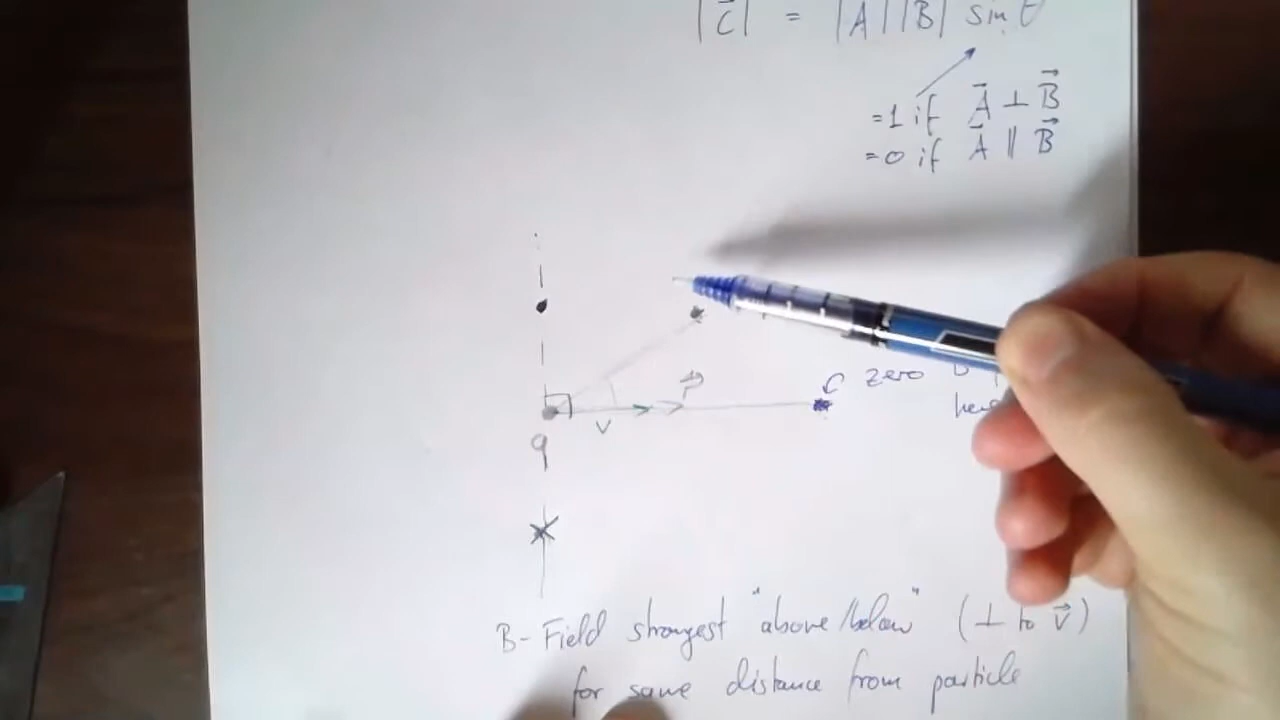 |C⃗| = |A||B| sin θ
=1 if A⃗ ⊥ B⃗
=0 if A⃗ ∥ B⃗
zero B
v
q
B-Field strongest "above/below" (⊥ to v⃗)
for same distance from particle